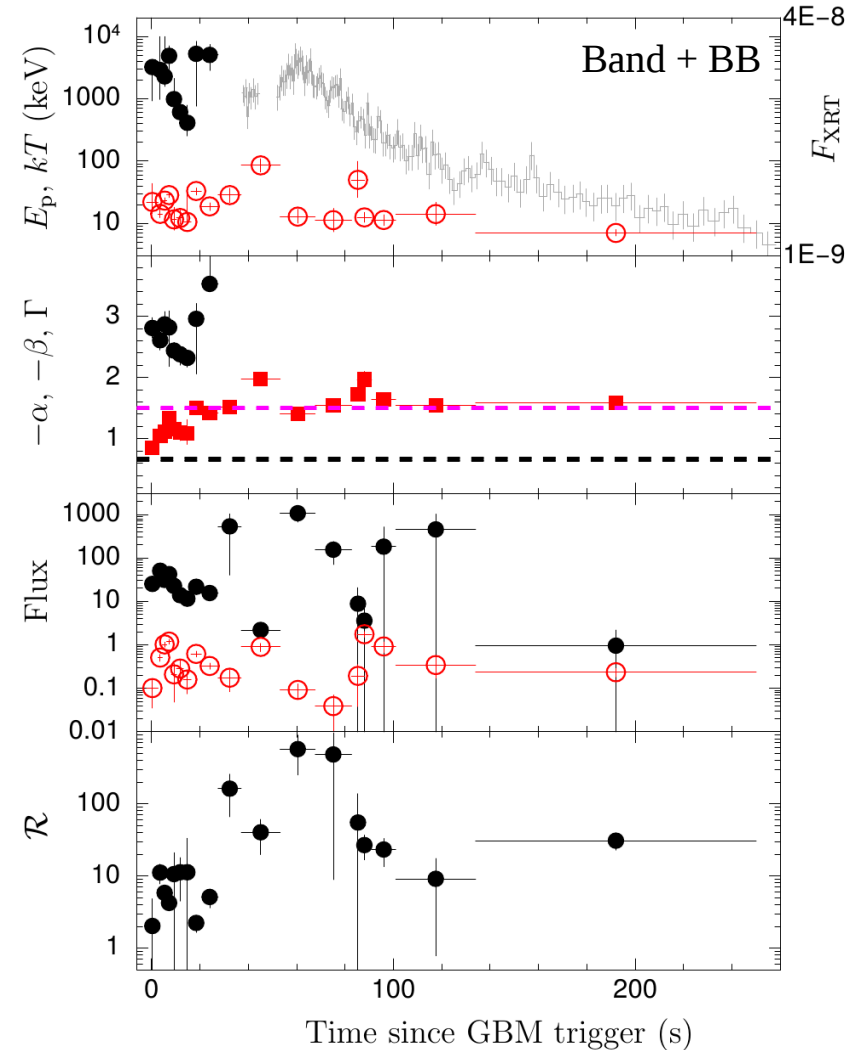 4E-8
10⁴
Band + BB
1000
100
10
E_p, kT (keV)
F_XRT
1E-9
3
2
1
−α, −β, Γ
1000
100
10
1
0.1
0.01
Flux
100
10
1
ℛ
0 100 200
Time since GBM trigger (s)